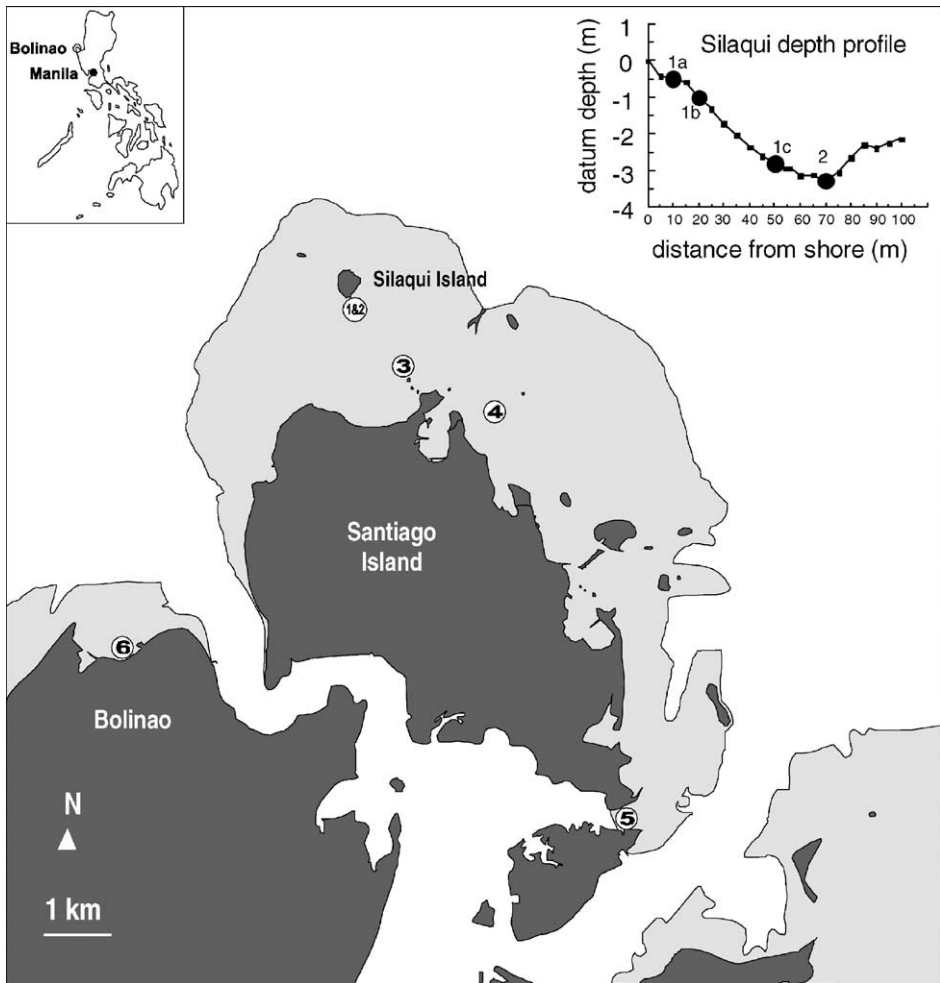 Bolinao
Manila
Silaqui depth profile
datum depth (m)
-1
0
-1
-2
-3
-4
1a
1b
1c
2
0 10 20 30 40 50 60 70 80 90 100
distance from shore (m)
Silaqui Island
1&2
3
4
Santiago
Island
6
Bolinao
N
5
1 km